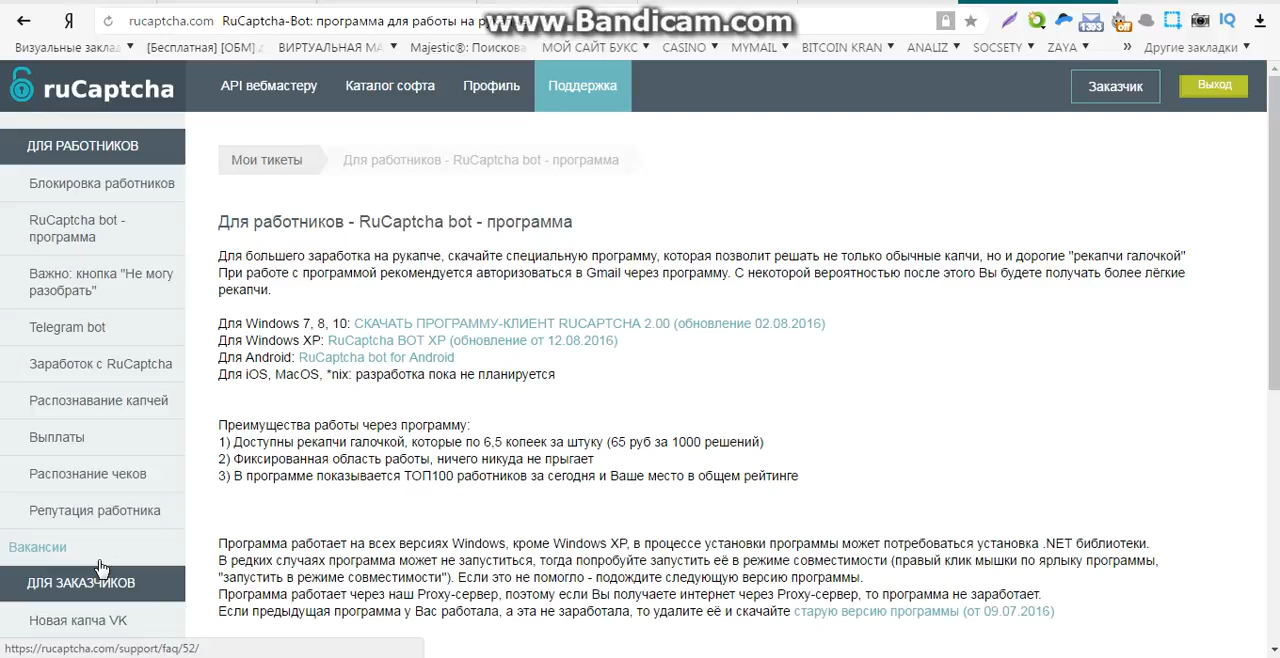 Я rucaptcha.com RuCaptcha-Bot: программа для работы на р
www.Bandicam.com
1393 off IQ
Визуальные заклад [Бесплатная] [ОБМ] ВИРТУАЛЬНАЯ МА Majestic®: Поискова МОЙ САЙТ БУКС CASINO MYMAIL BITCOIN KRAN ANALIZ SOCSETY ZAYA » Другие закладки
ruCaptcha API вебмастеру Каталог софта Профиль Поддержка Заказчик Выход
ДЛЯ РАБОТНИКОВ
Блокировка работников
RuCaptcha bot -
программа
Важно: кнопка "Не могу
разобрать"
Telegram bot
Заработок с RuCaptcha
Распознавание капчей
Выплаты
Распознание чеков
Репутация работника
Вакансии
ДЛЯ ЗАКАЗЧИКОВ
Новая капча VK
https://rucaptcha.com/support/faq/52/
Мои тикеты Для работников - RuCaptcha bot - программа
Для работников - RuCaptcha bot - программа
Для большего заработка на рукапче, скачайте специальную программу, которая позволит решать не только обычные капчи, но и дорогие "рекапчи галочкой"
При работе с программой рекомендуется авторизоваться в Gmail через программу. С некоторой вероятностью после этого Вы будете получать более лёгкие
рекапчи.
Для Windows 7, 8, 10: СКАЧАТЬ ПРОГРАММУ-КЛИЕНТ RUCAPTCHA 2.00 (обновление 02.08.2016)
Для Windows XP: RuCaptcha BOT XP (обновление от 12.08.2016)
Для Android: RuCaptcha bot for Android
Для iOS, MacOS, *nix: разработка пока не планируется
Преимущества работы через программу:
1) Доступны рекапчи галочкой, которые по 6,5 копеек за штуку (65 руб за 1000 решений)
2) Фиксированная область работы, ничего никуда не прыгает
3) В программе показывается ТОП100 работников за сегодня и Ваше место в общем рейтинге
Программа работает на всех версиях Windows, кроме Windows XP, в процессе установки программы может потребоваться установка .NET библиотеки.
В редких случаях программа может не запуститься, тогда попробуйте запустить её в режиме совместимости (правый клик мышки по ярлыку программы,
"запустить в режиме совместимости"). Если это не помогло - подождите следующую версию программы.
Программа работает через наш Proxy-сервер, поэтому если Вы получаете интернет через Proxy-сервер, то программа не заработает.
Если предыдущая программа у Вас работала, а эта не заработала, то удалите её и скачайте старую версию программы (от 09.07.2016)